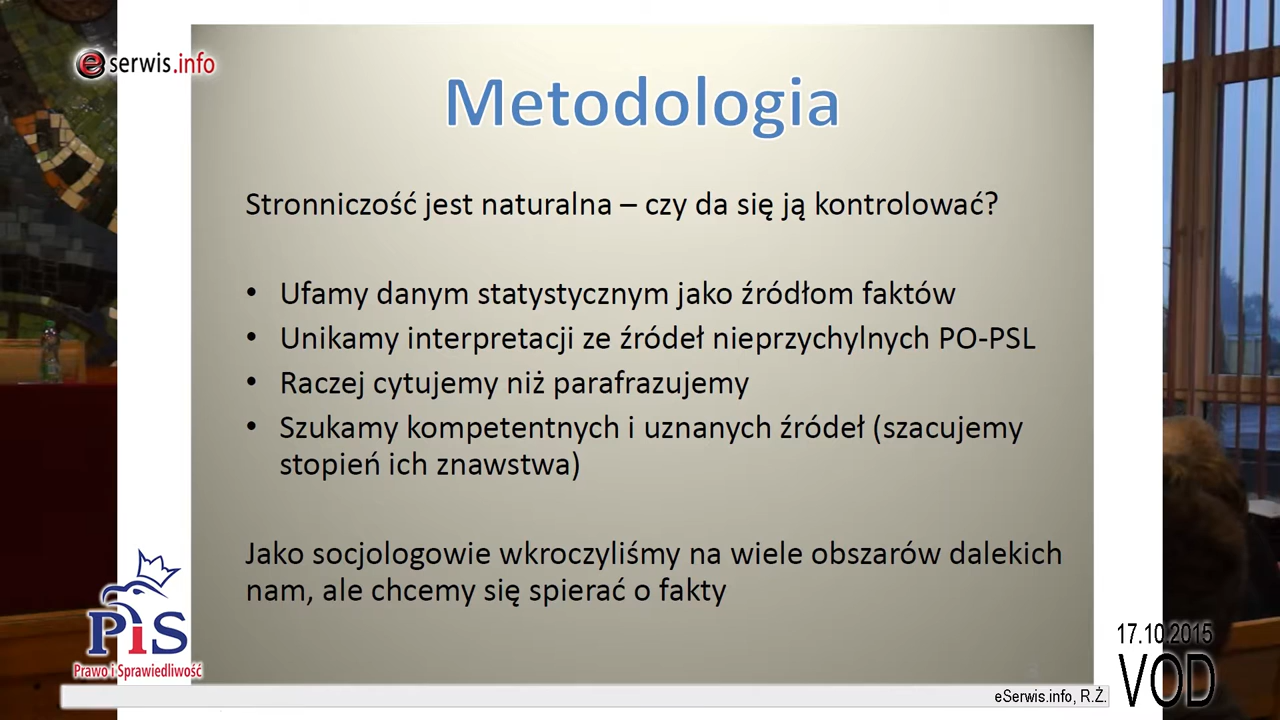 eserwis.info
Metodologia
Stronniczość jest naturalna – czy da się ją kontrolować?
• Ufamy danym statystycznym jako źródłom faktów
• Unikamy interpretacji ze źródeł nieprzychylnych PO-PSL
• Raczej cytujemy niż parafrazujemy
• Szukamy kompetentnych i uznanych źródeł (szacujemy
stopień ich znawstwa)
Jako socjologowie wkroczyliśmy na wiele obszarów dalekich
nam, ale chcemy się spierać o fakty
PiS
Prawo i Sprawiedliwość
17.10.2015
VOD
eSerwis.info, R.Ż.